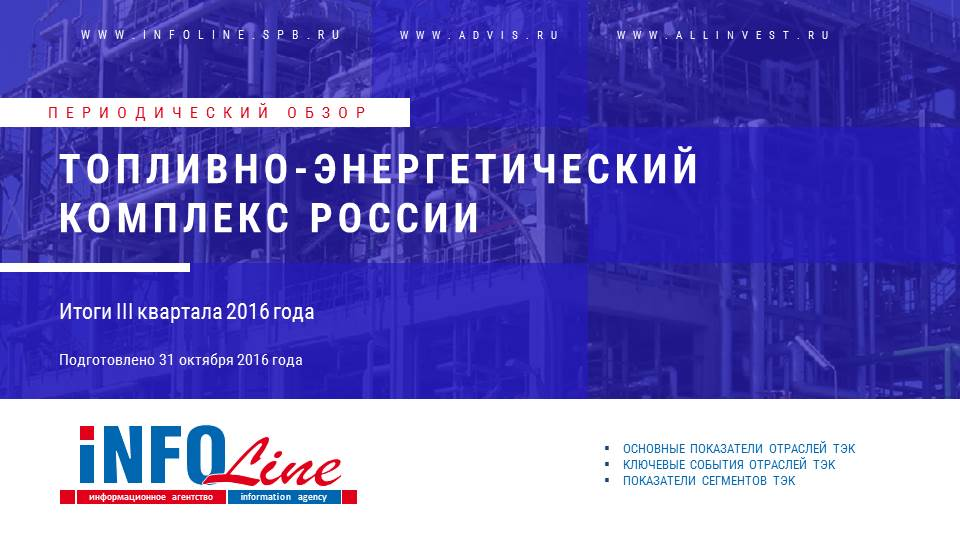 WWW.INFOLINE.SPB.RU WWW.ADVIS.RU WWW.ALLINVEST.RU
ПЕРИОДИЧЕСКИЙ ОБЗОР
ТОПЛИВНО-ЭНЕРГЕТИЧЕСКИЙ
КОМПЛЕКС РОССИИ
Итоги III квартала 2016 года
Подготовлено 31 октября 2016 года
iNFOLine
информационное агентство information agency
▪ ОСНОВНЫЕ ПОКАЗАТЕЛИ ОТРАСЛЕЙ ТЭК
▪ КЛЮЧЕВЫЕ СОБЫТИЯ ОТРАСЛЕЙ ТЭК
▪ ПОКАЗАТЕЛИ СЕГМЕНТОВ ТЭК